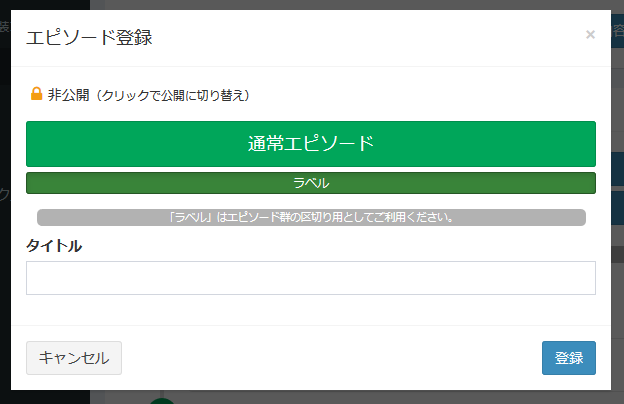 エピソード登録
×
非公開（クリックで公開に切り替え）
通常エピソード
ラベル
「ラベル」はエピソード群の区切り用としてご利用ください。
タイトル
キャンセル
登録